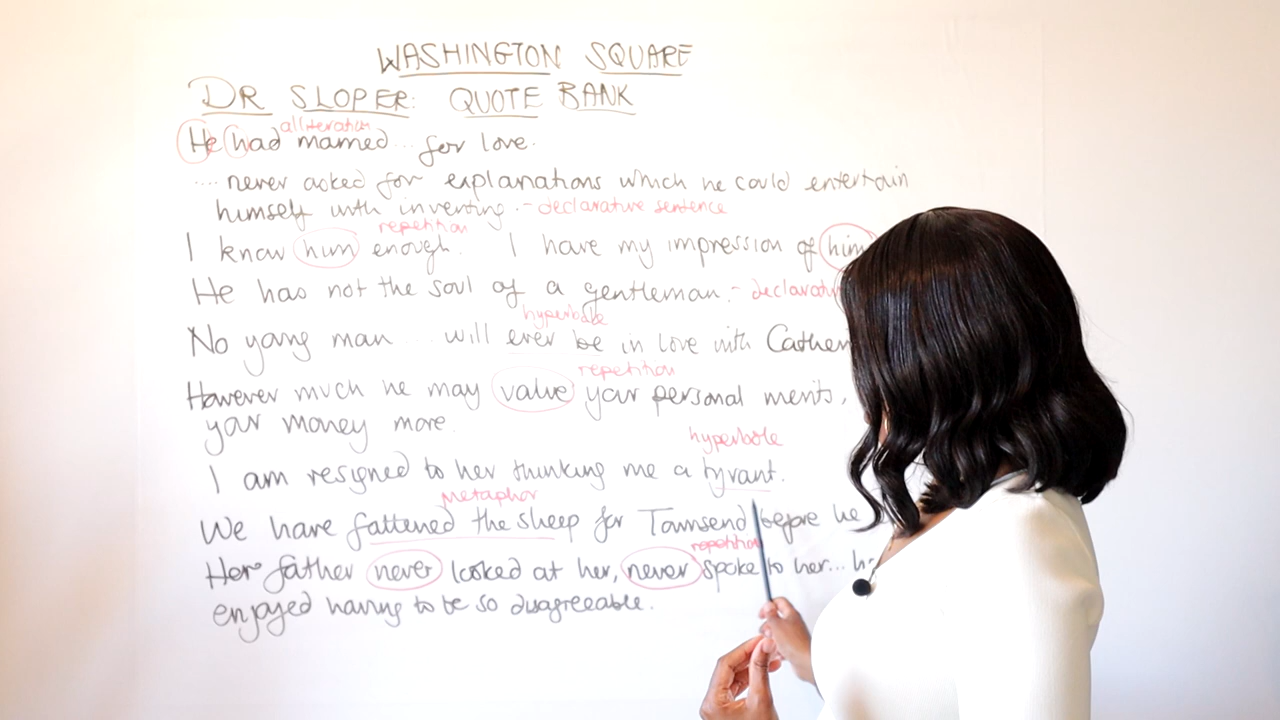 WASHINGTON SQUARE
DR SLOPER: QUOTE BANK
alliteration
He had married ... for love.
.... never asked for explanations which he could entertain
himself with inventing. - declarative sentence
repetition
I know him enough. I have my impression of him
He has not the soul of a gentleman. -
hyperbole
No young man ... will ever be in love with
repetition
However much he may value your personal merits,
your money more.
hyperbole
I am resigned to her thinking me a tyrant.
metaphor
We have fattened the sheep for Townsend before he
repetition
Her father never looked at her, never spoke to her...
enjoyed having to be so disagreeable.